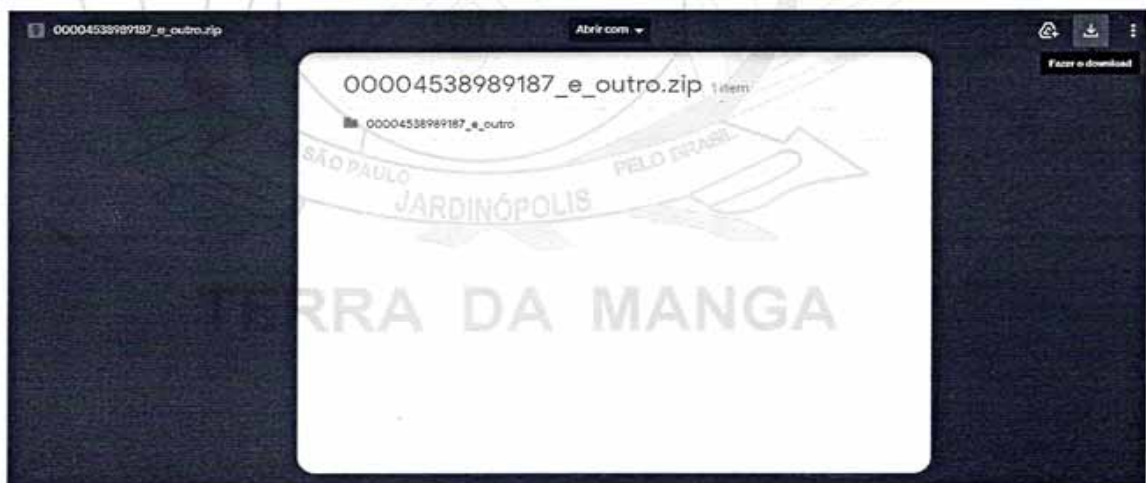 00004538989187_e_outro.zip
Abrir com
Fazer o download
00004538989187_e_outro.zip 1 item
00004538989187_e_outro
SÃO PAULO
PELO BRASIL
JARDINÓPOLIS
TERRA DA MANGA